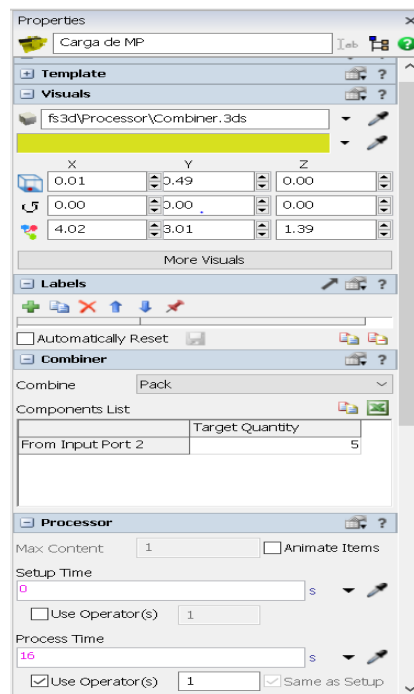 Properties
Carga de MP
Template
?
Visuals
?
fs3d\Processor\Combiner.3ds
X Y Z
0.01 0.49 0.00
0.00 0.00 0.00
4.02 3.01 1.39
More Visuals
Labels
?
Automatically Reset
Combiner
?
Combine Pack
Components List
Target Quantity
From Input Port 2 5
Processor
?
Max Content 1 Animate Items
Setup Time
0 s
Use Operator(s) 1
Process Time
16 s
Use Operator(s) 1 Same as Setup